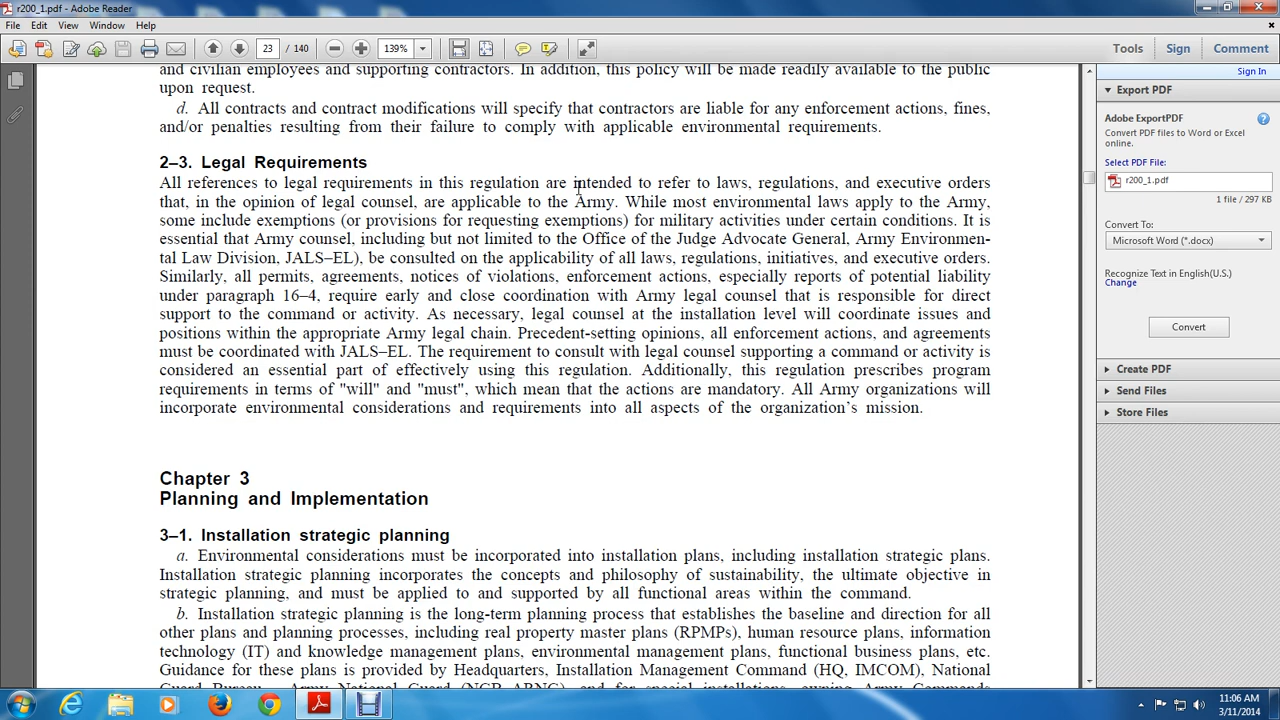 r200_1.pdf - Adobe Reader
File Edit View Window Help
23 / 140 139% Tools Sign Comment
Sign In
Export PDF
Adobe ExportPDF
Convert PDF files to Word or Excel
online.
Select PDF File:
r200_1.pdf
1 file / 297 KB
Convert To:
Microsoft Word (*.docx)
Recognize Text in English(U.S.)
Change
Convert
Create PDF
Send Files
Store Files
and civilian employees and supporting contractors. In addition, this policy will be made readily available to the public
upon request.
d. All contracts and contract modifications will specify that contractors are liable for any enforcement actions, fines,
and/or penalties resulting from their failure to comply with applicable environmental requirements.
2–3. Legal Requirements
All references to legal requirements in this regulation are intended to refer to laws, regulations, and executive orders
that, in the opinion of legal counsel, are applicable to the Army. While most environmental laws apply to the Army,
some include exemptions (or provisions for requesting exemptions) for military activities under certain conditions. It is
essential that Army counsel, including but not limited to the Office of the Judge Advocate General, Army Environmen-
tal Law Division, JALS–EL), be consulted on the applicability of all laws, regulations, initiatives, and executive orders.
Similarly, all permits, agreements, notices of violations, enforcement actions, especially reports of potential liability
under paragraph 16–4, require early and close coordination with Army legal counsel that is responsible for direct
support to the command or activity. As necessary, legal counsel at the installation level will coordinate issues and
positions within the appropriate Army legal chain. Precedent-setting opinions, all enforcement actions, and agreements
must be coordinated with JALS–EL. The requirement to consult with legal counsel supporting a command or activity is
considered an essential part of effectively using this regulation. Additionally, this regulation prescribes program
requirements in terms of "will" and "must", which mean that the actions are mandatory. All Army organizations will
incorporate environmental considerations and requirements into all aspects of the organization's mission.
Chapter 3
Planning and Implementation
3–1. Installation strategic planning
a. Environmental considerations must be incorporated into installation plans, including installation strategic plans.
Installation strategic planning incorporates the concepts and philosophy of sustainability, the ultimate objective in
strategic planning, and must be applied to and supported by all functional areas within the command.
b. Installation strategic planning is the long-term planning process that establishes the baseline and direction for all
other plans and planning processes, including real property master plans (RPMPs), human resource plans, information
technology (IT) and knowledge management plans, environmental management plans, functional business plans, etc.
Guidance for these plans is provided by Headquarters, Installation Management Command (HQ, IMCOM), National
Guard Bureau – Army National Guard (NGB-ARNG), and for special installations, owning Army Commands
11:06 AM
3/11/2014